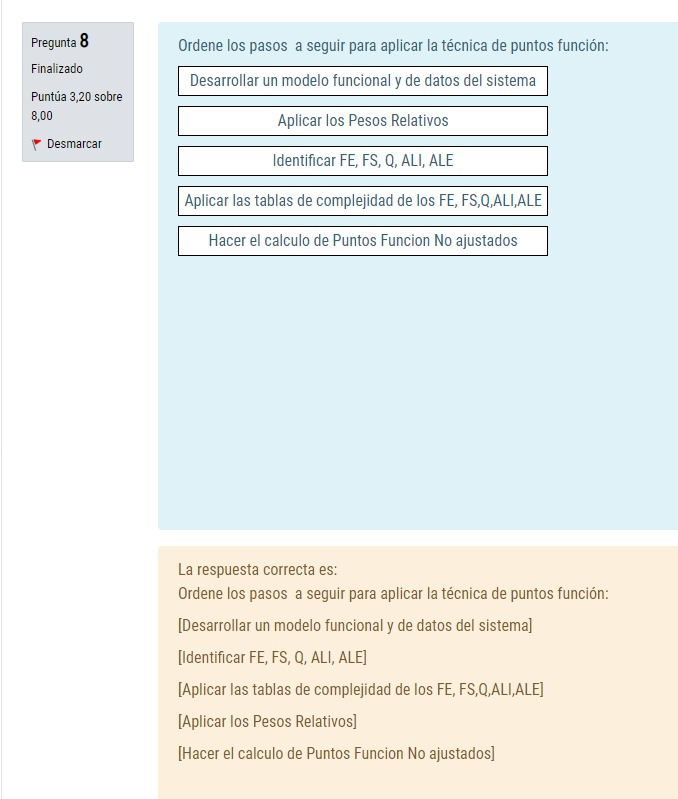 Pregunta 8
Finalizado
Puntúa 3,20 sobre
8,00
Desmarcar
Ordene los pasos a seguir para aplicar la técnica de puntos función:
Desarrollar un modelo funcional y de datos del sistema
Aplicar los Pesos Relativos
Identificar FE, FS, Q, ALI, ALE
Aplicar las tablas de complejidad de los FE, FS,Q,ALI,ALE
Hacer el calculo de Puntos Funcion No ajustados
La respuesta correcta es:
Ordene los pasos a seguir para aplicar la técnica de puntos función:
[Desarrollar un modelo funcional y de datos del sistema]
[Identificar FE, FS, Q, ALI, ALE]
[Aplicar las tablas de complejidad de los FE, FS,Q,ALI,ALE]
[Aplicar los Pesos Relativos]
[Hacer el calculo de Puntos Funcion No ajustados]